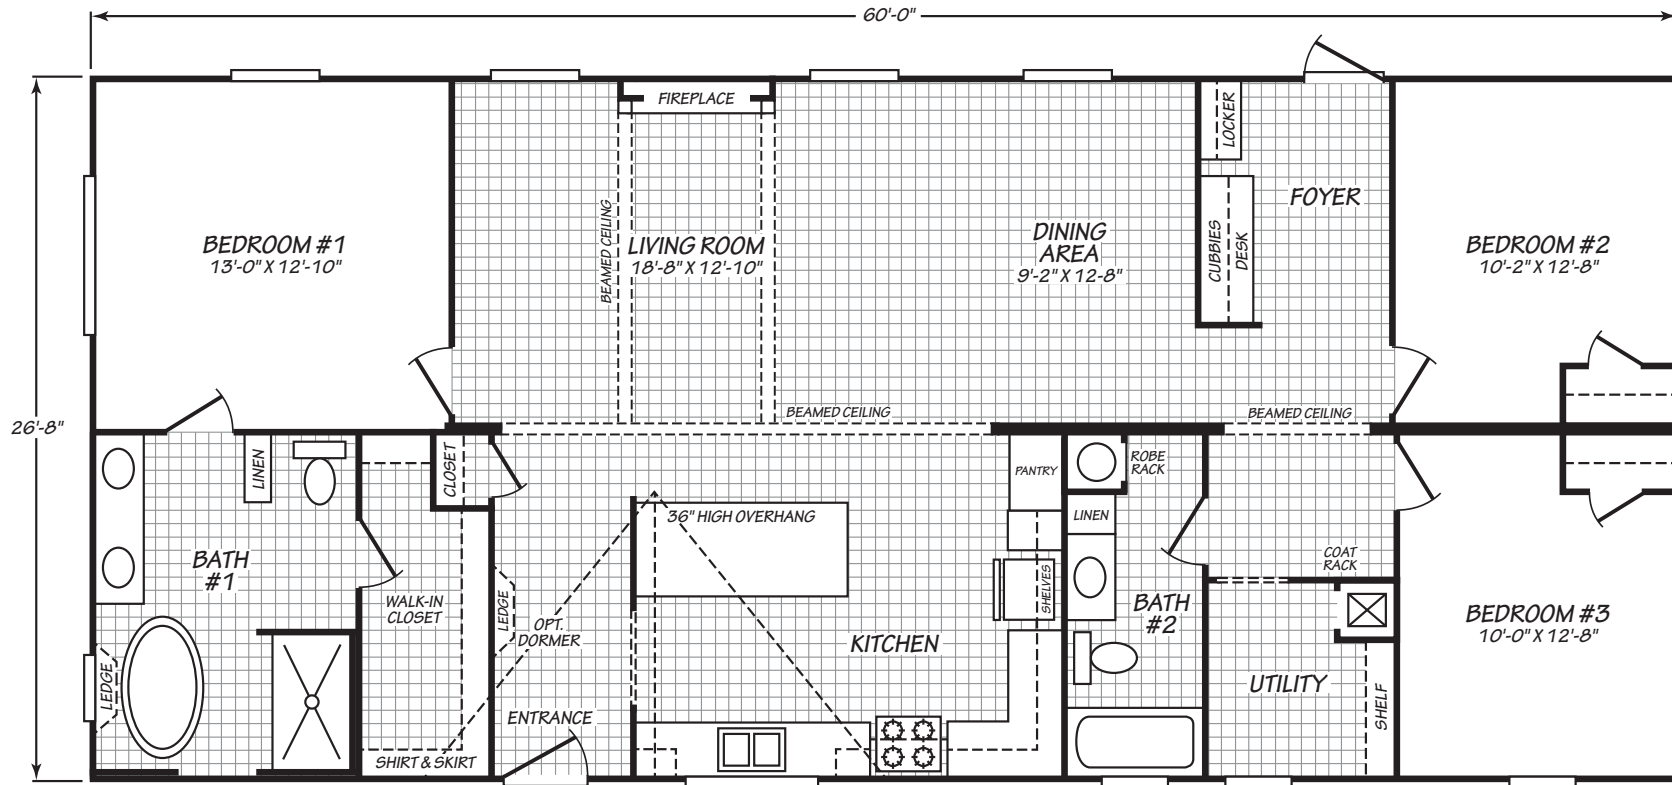 60'-0"
26'-8"
FIREPLACE
LOCKER
FOYER
BEDROOM #1
13'-0" X 12'-10"
BEAMED CEILING
LIVING ROOM
18'-8" X 12'-10"
DINING
AREA
9'-2" X 12'-8"
CUBBIES
DESK
BEDROOM #2
10'-2" X 12'-8"
BEAMED CEILING
BEAMED CEILING
LINEN
CLOSET
PANTRY
ROBE
RACK
36" HIGH OVERHANG
LINEN
BATH
#1
WALK-IN
CLOSET
LEDGE
OPT.
DORMER
SHELVES
COAT
RACK
BATH
#2
BEDROOM #3
10'-0" X 12'-8"
KITCHEN
LEDGE
UTILITY
SHELF
ENTRANCE
SHIRT & SKIRT